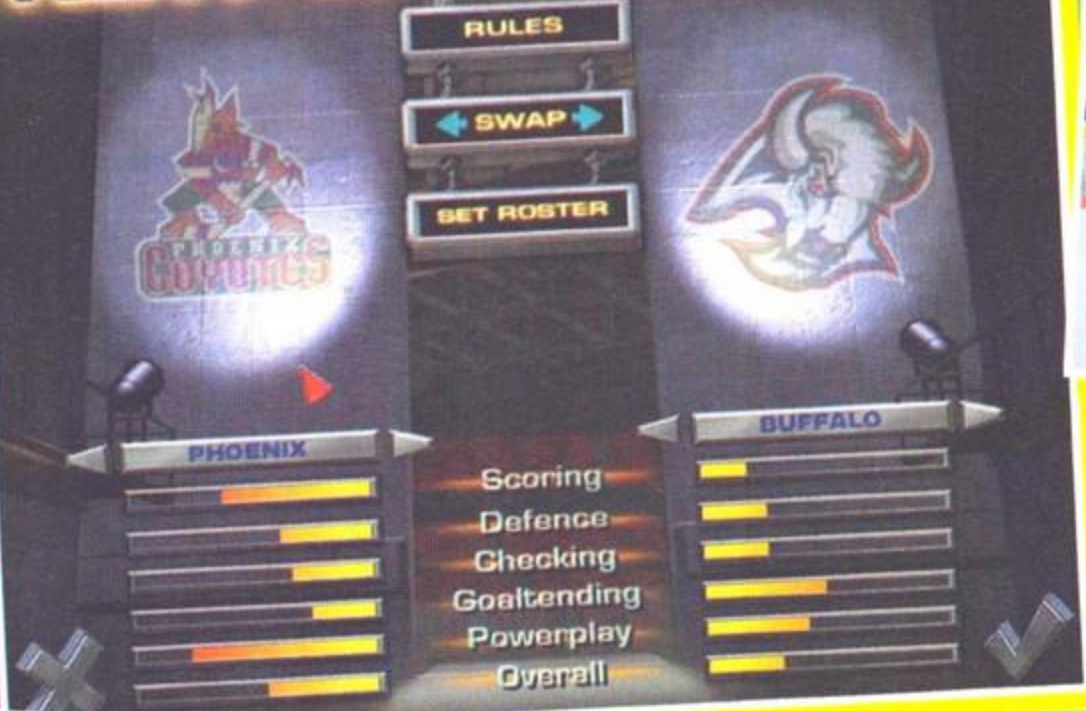 RULES
SWAP
SET ROSTER
PHOENIX
COYOTES
PHOENIX
BUFFALO
Scoring
Defence
Checking
Goaltending
Powerplay
Overall